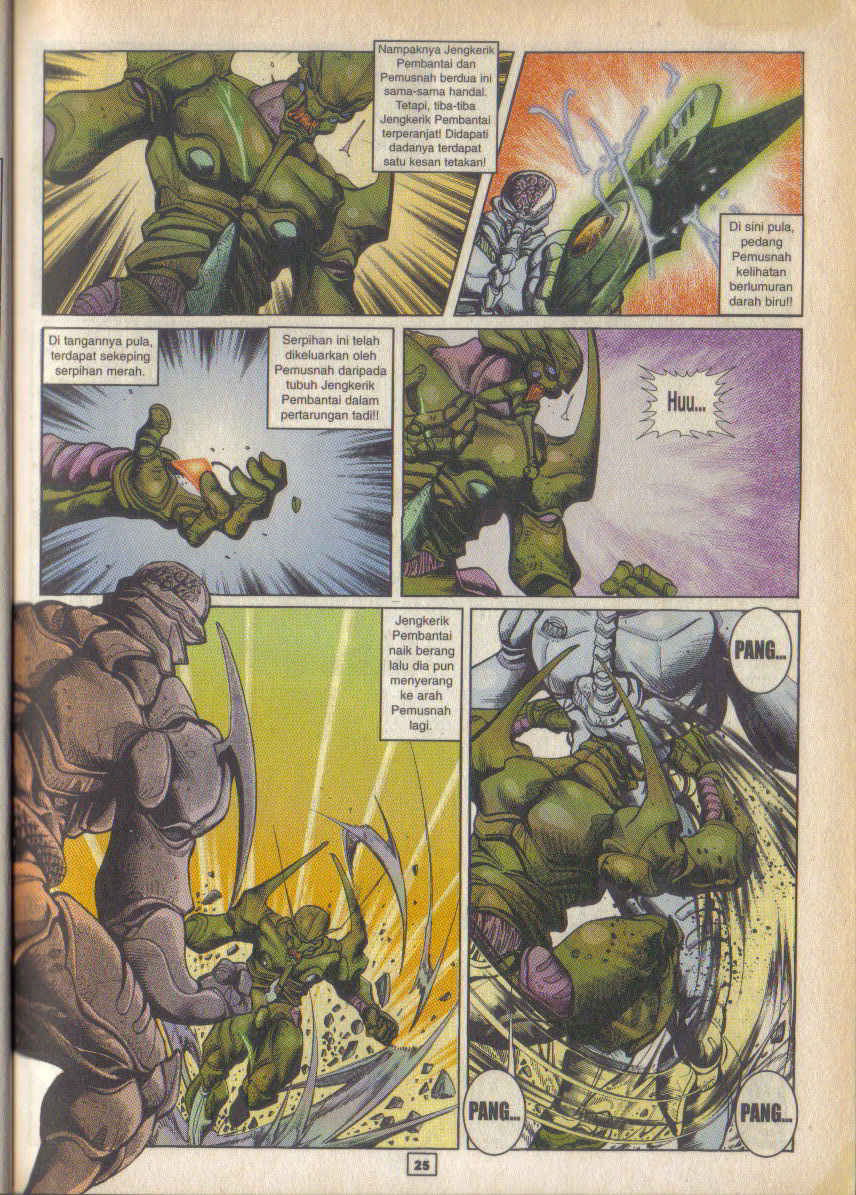 Nampaknya Jengkerik
Pembantai dan
Pemusnah berdua ini
sama-sama handal.
Tetapi, tiba-tiba
Jengkerik Pembantai
terperanjat! Didapati
dadanya terdapat
satu kesan tetakan!
Di sini pula,
pedang
Pemusnah
kelihatan
berlumuran
darah biru!!
Di tangannya pula,
terdapat sekeping
serpihan merah.
Serpihan ini telah
dikeluarkan oleh
Pemusnah daripada
tubuh Jengkerik
Pembantai dalam
pertarungan tadi!!
Huu...
Jengkerik
Pembantai
naik berang
lalu dia pun
menyerang
ke arah
Pemusnah
lagi.
PANG...
PANG...
PANG...
25